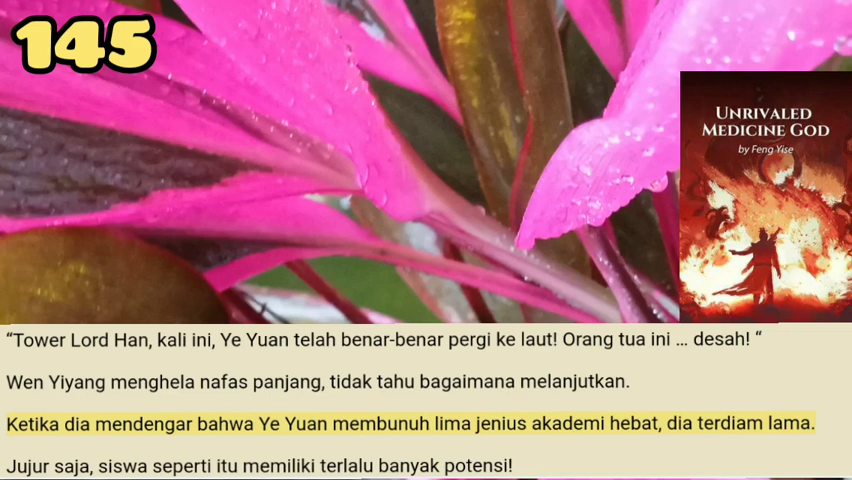 145
UNRIVALED
MEDICINE GOD
by Feng Yise
“Tower Lord Han, kali ini, Ye Yuan telah benar-benar pergi ke laut! Orang tua ini … desah! “
Wen Yiyang menghela nafas panjang, tidak tahu bagaimana melanjutkan.
Ketika dia mendengar bahwa Ye Yuan membunuh lima jenius akademi hebat, dia terdiam lama.
Jujur saja, siswa seperti itu memiliki terlalu banyak potensi!